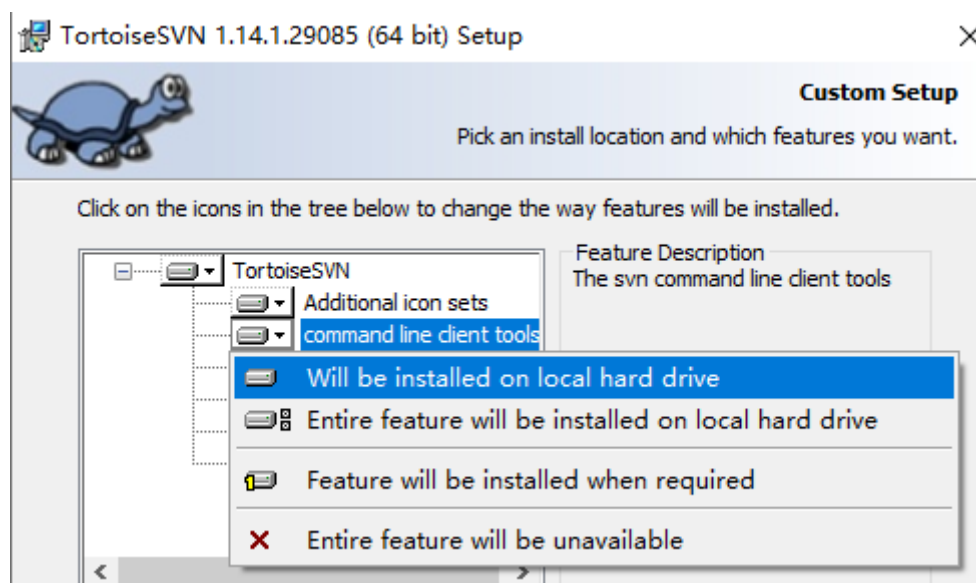 TortoiseSVN 1.14.1.29085 (64 bit) Setup
Custom Setup
Pick an install location and which features you want.
Click on the icons in the tree below to change the way features will be installed.
TortoiseSVN
Additional icon sets
command line client tools
Feature Description
The svn command line client tools
Will be installed on local hard drive
Entire feature will be installed on local hard drive
Feature will be installed when required
Entire feature will be unavailable